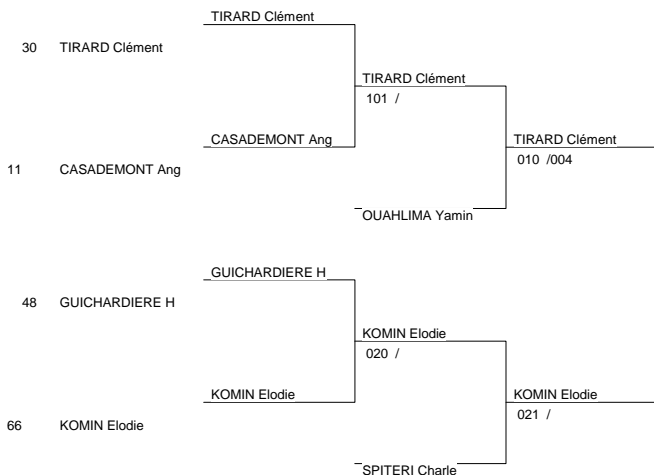 TIRARD Clément
30 TIRARD Clément
TIRARD Clément
101 /
CASADEMONT Ang
TIRARD Clément
010 /004
11 CASADEMONT Ang
OUAHLIMA Yamin
GUICHARDIERE H
48 GUICHARDIERE H
KOMIN Elodie
020 /
KOMIN Elodie
KOMIN Elodie
021 /
66 KOMIN Elodie
SPITERI Charle